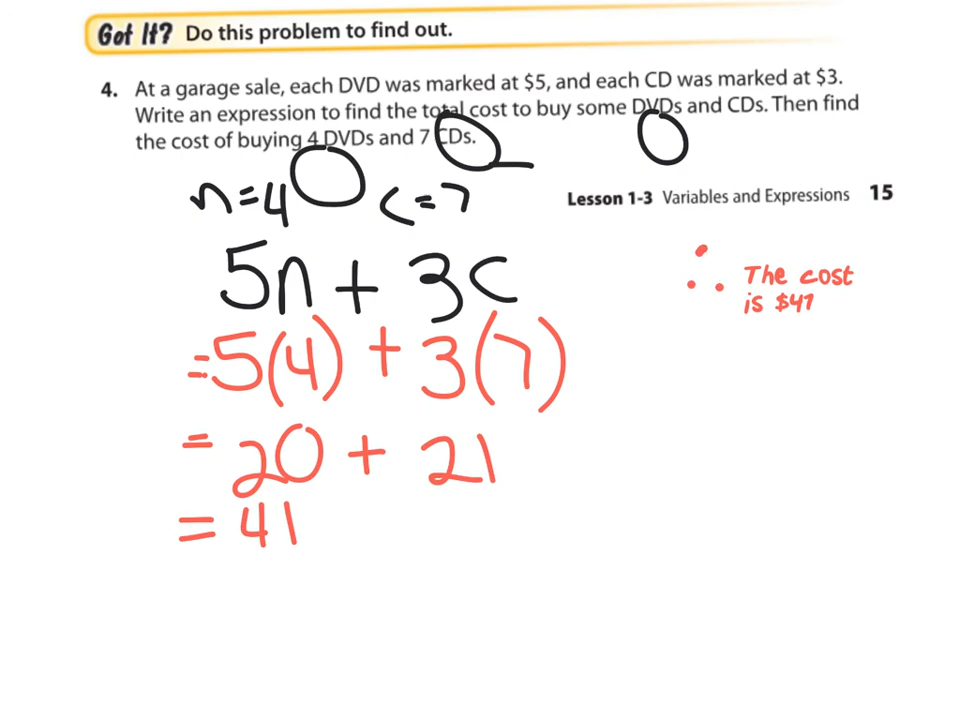 Got It? Do this problem to find out.
4. At a garage sale, each DVD was marked at $5, and each CD was marked at $3.
Write an expression to find the total cost to buy some DVDs and CDs. Then find
the cost of buying 4 DVDs and 7 CDs.
n=4 c=7
Lesson 1-3 Variables and Expressions 15
5n + 3c
∴ The cost
is $41
=5(4) + 3(7)
= 20 + 21
= 41